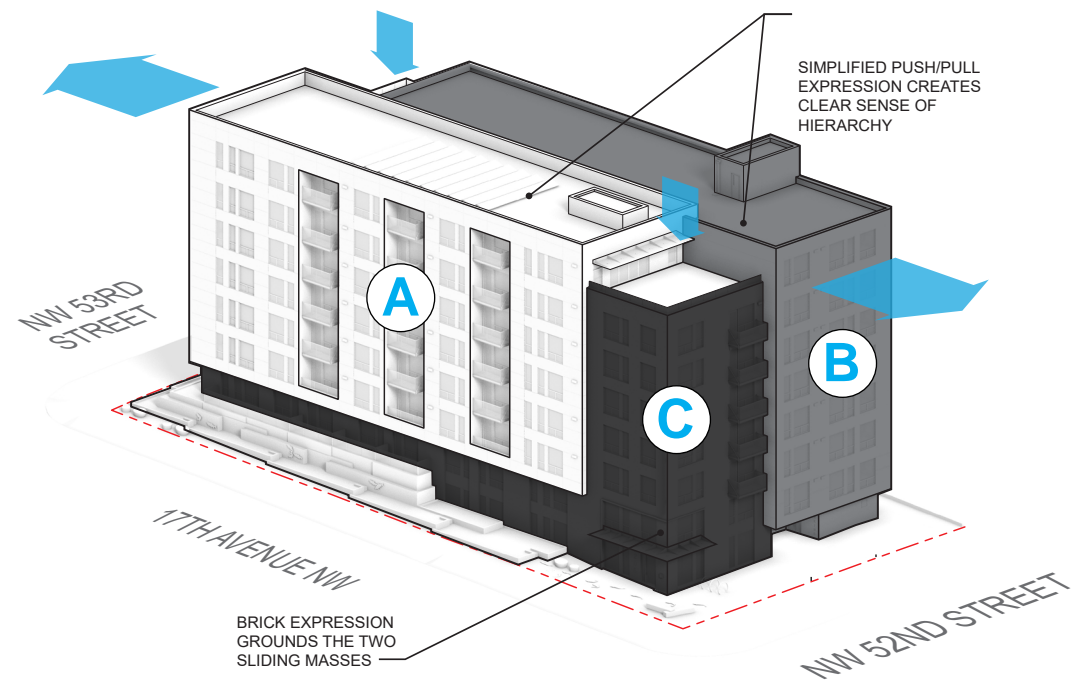 SIMPLIFIED PUSH/PULL
EXPRESSION CREATES
CLEAR SENSE OF
HIERARCHY
A
B
C
NW 53RD
STREET
17TH AVENUE NW
NW 52ND STREET
BRICK EXPRESSION
GROUNDS THE TWO
SLIDING MASSES